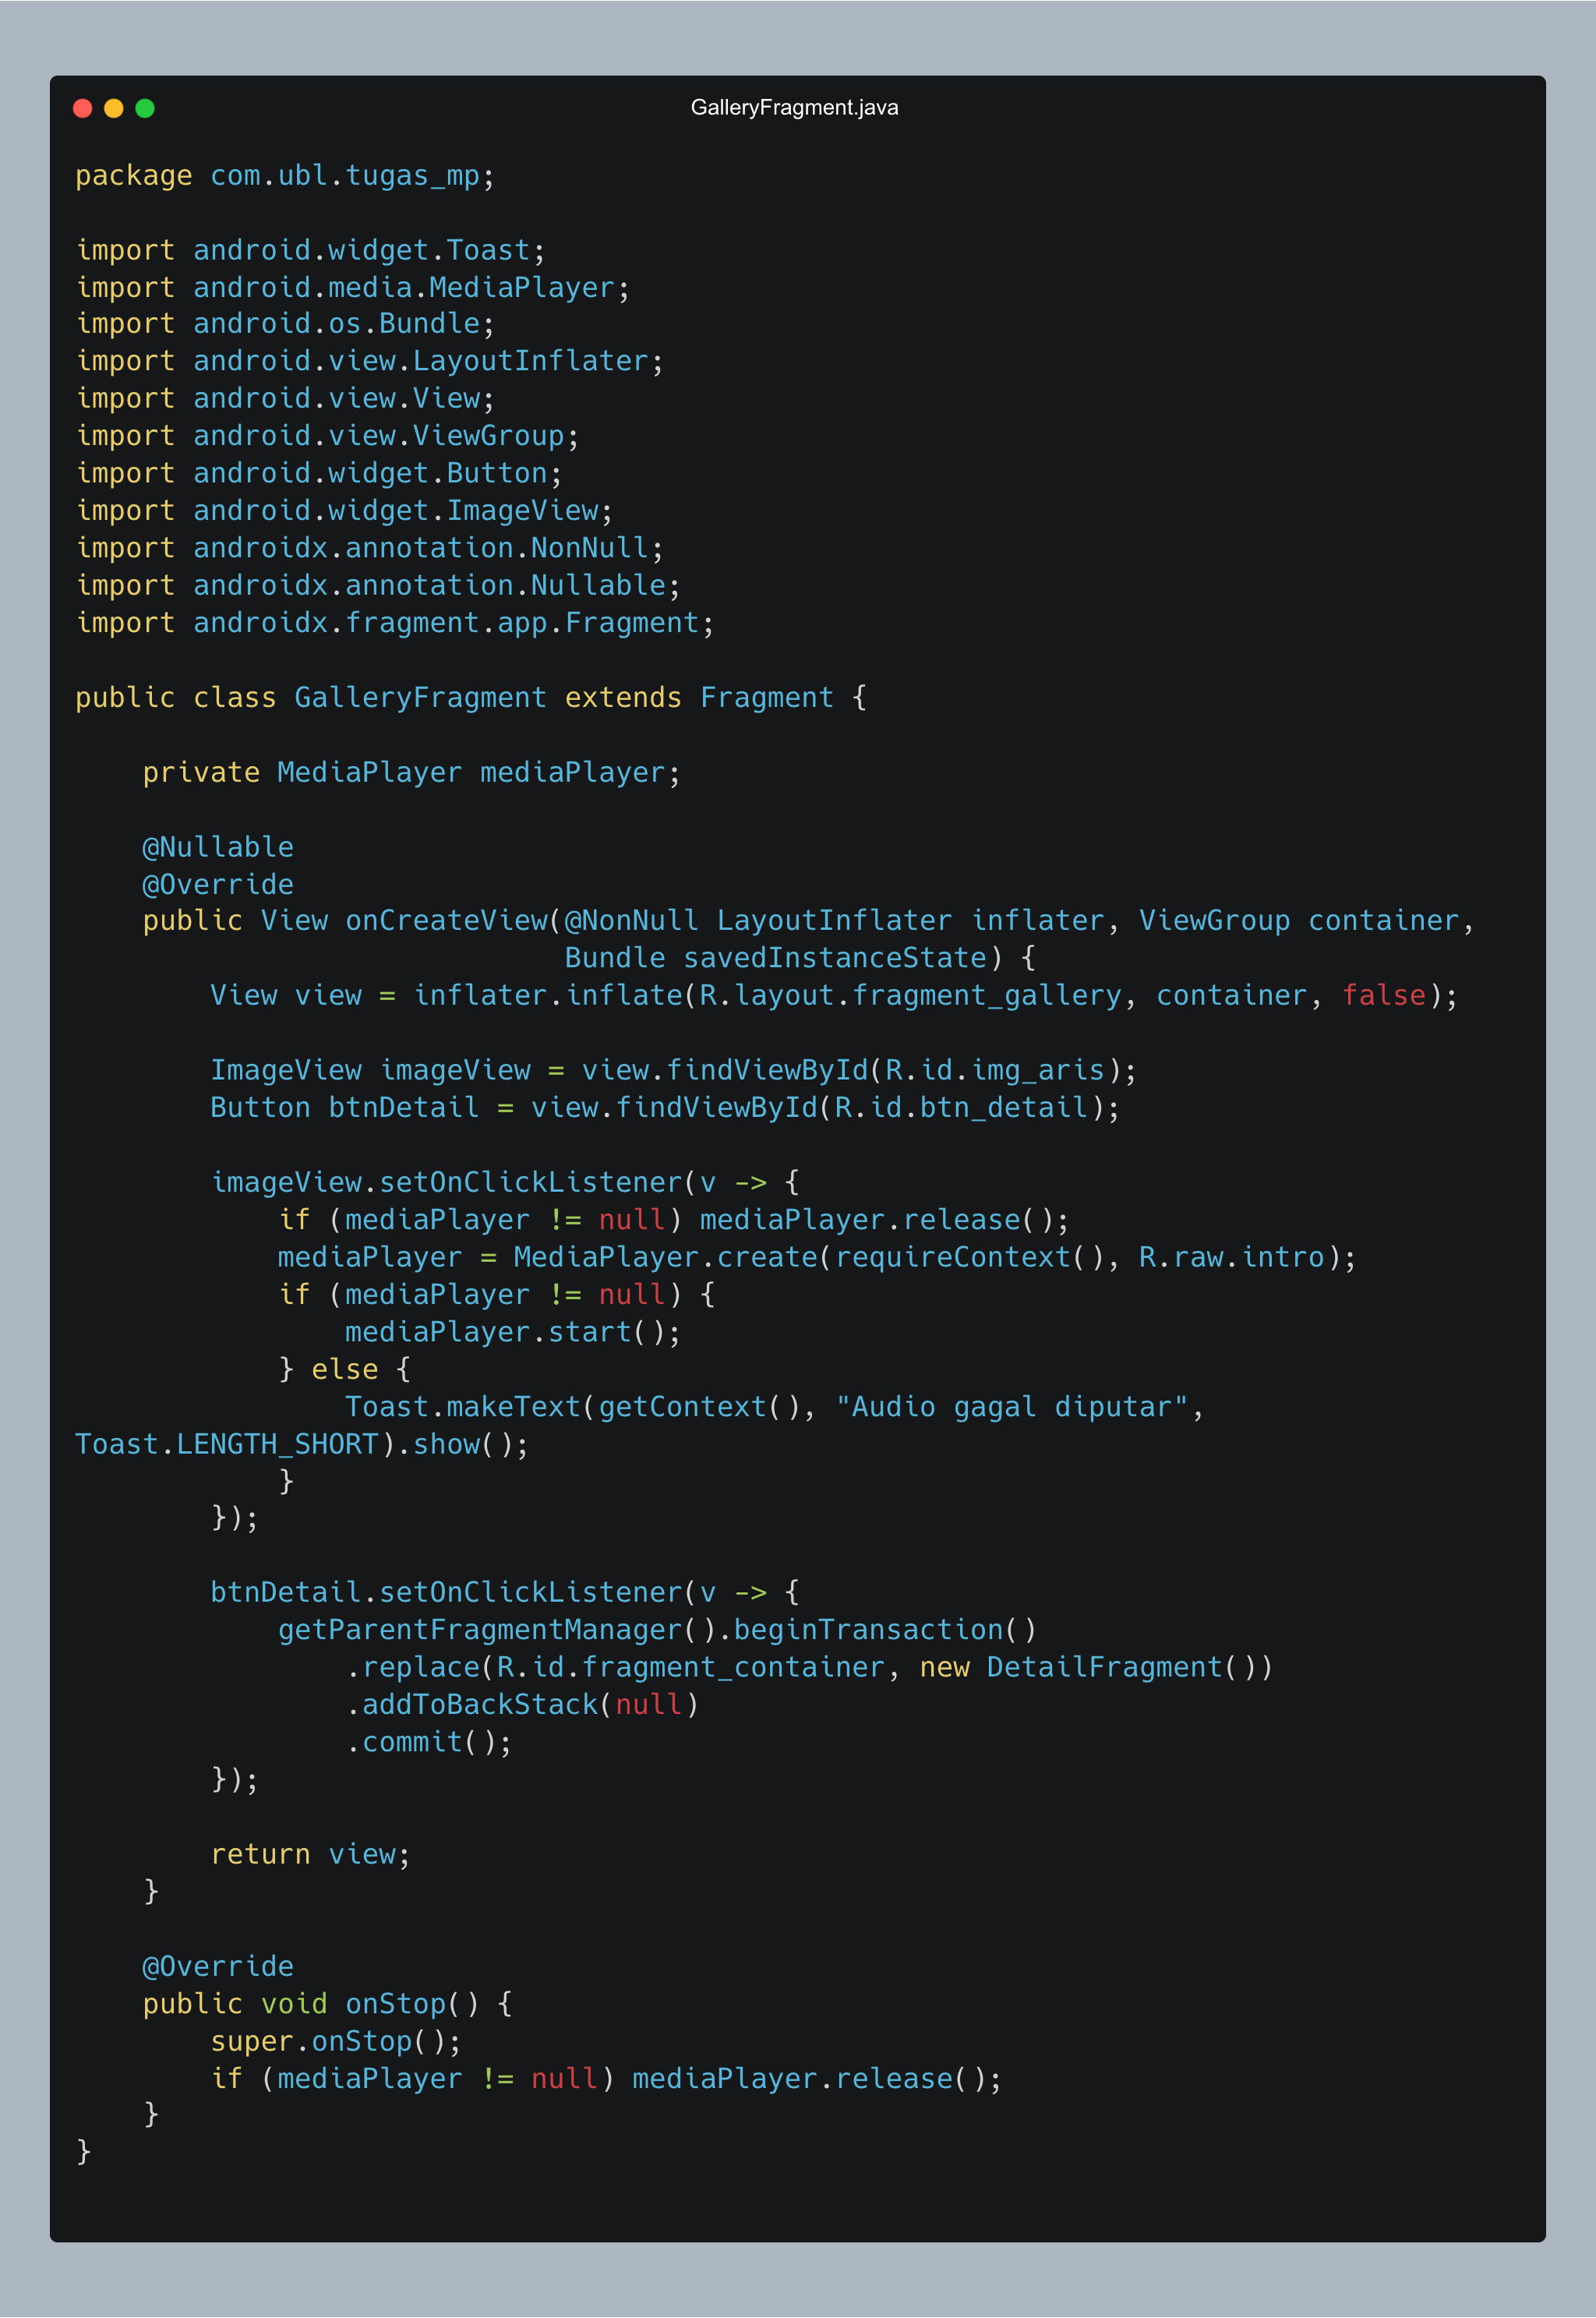 GalleryFragment.java
package com.ubl.tugas_mp;

import android.widget.Toast;
import android.media.MediaPlayer;
import android.os.Bundle;
import android.view.LayoutInflater;
import android.view.View;
import android.view.ViewGroup;
import android.widget.Button;
import android.widget.ImageView;
import androidx.annotation.NonNull;
import androidx.annotation.Nullable;
import androidx.fragment.app.Fragment;

public class GalleryFragment extends Fragment {

    private MediaPlayer mediaPlayer;

    @Nullable
    @Override
    public View onCreateView(@NonNull LayoutInflater inflater, ViewGroup container,
                             Bundle savedInstanceState) {
        View view = inflater.inflate(R.layout.fragment_gallery, container, false);

        ImageView imageView = view.findViewById(R.id.img_aris);
        Button btnDetail = view.findViewById(R.id.btn_detail);

        imageView.setOnClickListener(v -> {
            if (mediaPlayer != null) mediaPlayer.release();
            mediaPlayer = MediaPlayer.create(requireContext(), R.raw.intro);
            if (mediaPlayer != null) {
                mediaPlayer.start();
            } else {
                Toast.makeText(getContext(), "Audio gagal diputar",
Toast.LENGTH_SHORT).show();
            }
        });

        btnDetail.setOnClickListener(v -> {
            getParentFragmentManager().beginTransaction()
                .replace(R.id.fragment_container, new DetailFragment())
                .addToBackStack(null)
                .commit();
        });

        return view;
    }

    @Override
    public void onStop() {
        super.onStop();
        if (mediaPlayer != null) mediaPlayer.release();
    }
}